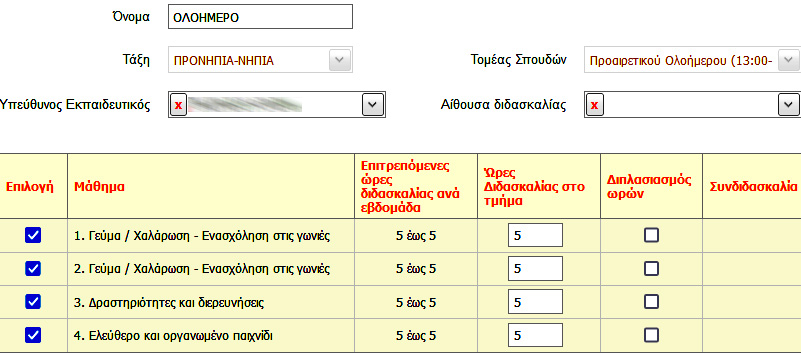 Όνομα ΟΛΟΗΜΕΡΟ
Τάξη ΠΡΟΝΗΠΙΑ-ΝΗΠΙΑ Τομέας Σπουδών Προαιρετικού Ολοήμερου (13:00-
Υπεύθυνος Εκπαιδευτικός x Αίθουσα διδασκαλίας x
Επιλογή Μάθημα Επιτρεπόμενες ώρες διδασκαλίας ανά εβδομάδα Ώρες Διδασκαλίας στο τμήμα Διπλασιασμός ωρών Συνδιδασκαλία
1. Γεύμα / Χαλάρωση - Ενασχόληση στις γωνιές 5 έως 5 5
2. Γεύμα / Χαλάρωση - Ενασχόληση στις γωνιές 5 έως 5 5
3. Δραστηριότητες και διερευνήσεις 5 έως 5 5
4. Ελεύθερο και οργανωμένο παιχνίδι 5 έως 5 5